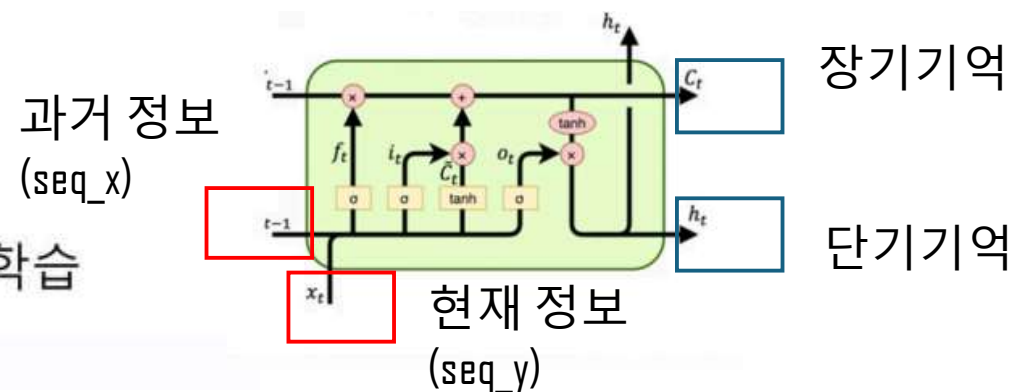 h_t
장기기억
t-1
C_t
과거 정보
(seq_x)
tanh
f_t
i_t
o_t
C̃_t
σ
σ
tanh
σ
t-1
h_t
단기기억
학습
x_t
현재 정보
(seq_y)